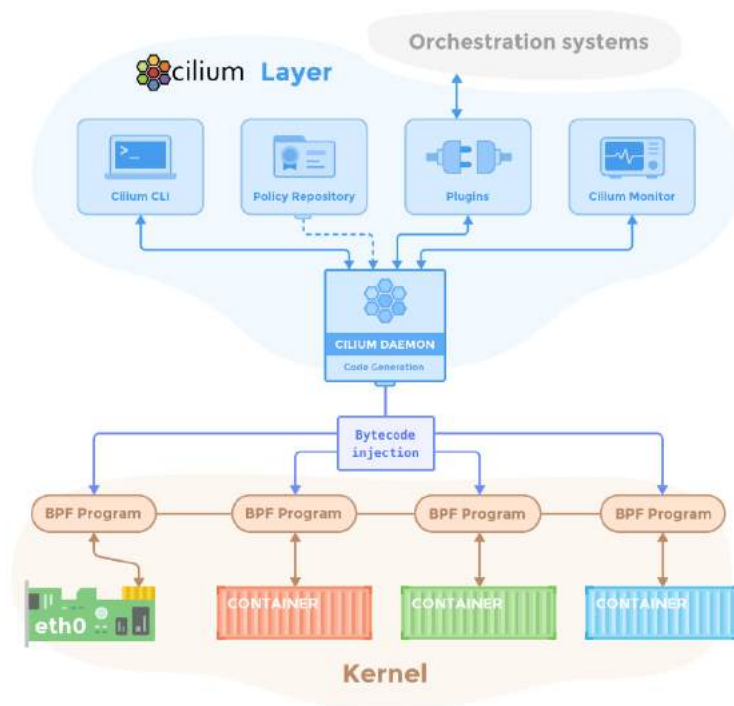 Orchestration systems
cilium Layer
>_
Cilium CLI
Policy Repository
Plugins
Cilium Monitor
CILIUM DAEMON
Code Generation
Bytecode
injection
BPF Program
BPF Program
BPF Program
BPF Program
eth0
CONTAINER
CONTAINER
CONTAINER
Kernel